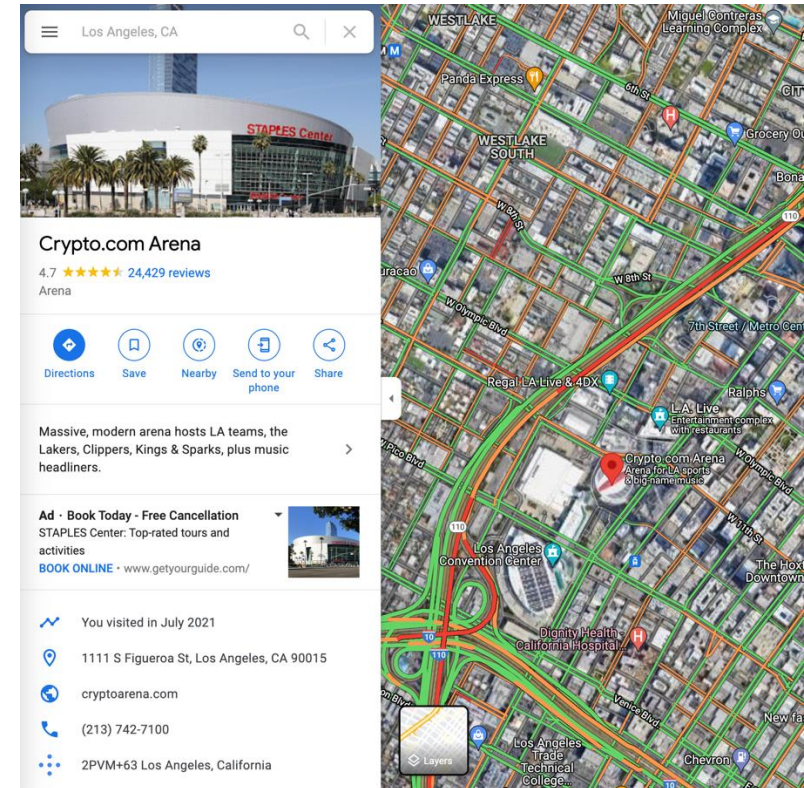 Los Angeles, CA
STAPLES Center
Crypto.com Arena
4.7
24,429 reviews
Arena
Directions
Save
Nearby
Send to your
phone
Share
Massive, modern arena hosts LA teams, the
Lakers, Clippers, Kings & Sparks, plus music
headliners.
Ad · Book Today - Free Cancellation
STAPLES Center: Top-rated tours and
activities
BOOK ONLINE · www.getyourguide.com/
You visited in July 2021
1111 S Figueroa St, Los Angeles, CA 90015
cryptoarena.com
(213) 742-7100
2PVM+63 Los Angeles, California
WESTLAKE
Miguel Contreras
Learning Complex
M
Panda Express
CIT
6th St
H
Grocery Ou
WESTLAKE
SOUTH
Bona
110
W 8th St
uracao
W 8th St
W Olympic Blvd
7th Street / Metro Cent
Regal LA Live & 4DX
Ralphs
L.A. Live
Entertainment complex
with restaurants
W Olympic Blvd
W Pico Blvd
Crypto.com Arena
Arena for LA sports
& big-name music
W 11th St
110
Los Angeles
Convention Center
The Hoxt
Downtown
Dignity Health -
California Hospital...
H
10
110
Venice Blvd
New fa
Layers
Los Angeles
Trade
Technical
College...
Chevron